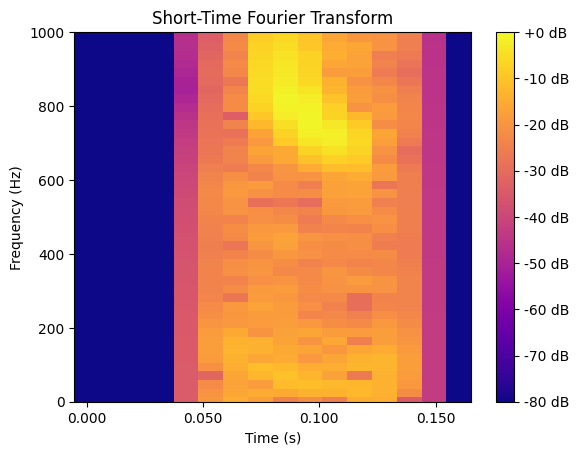 Short-Time Fourier Transform
1000
800
600
400
200
0
Frequency (Hz)
0.000
0.050
0.100
0.150
Time (s)
+0 dB
-10 dB
-20 dB
-30 dB
-40 dB
-50 dB
-60 dB
-70 dB
-80 dB